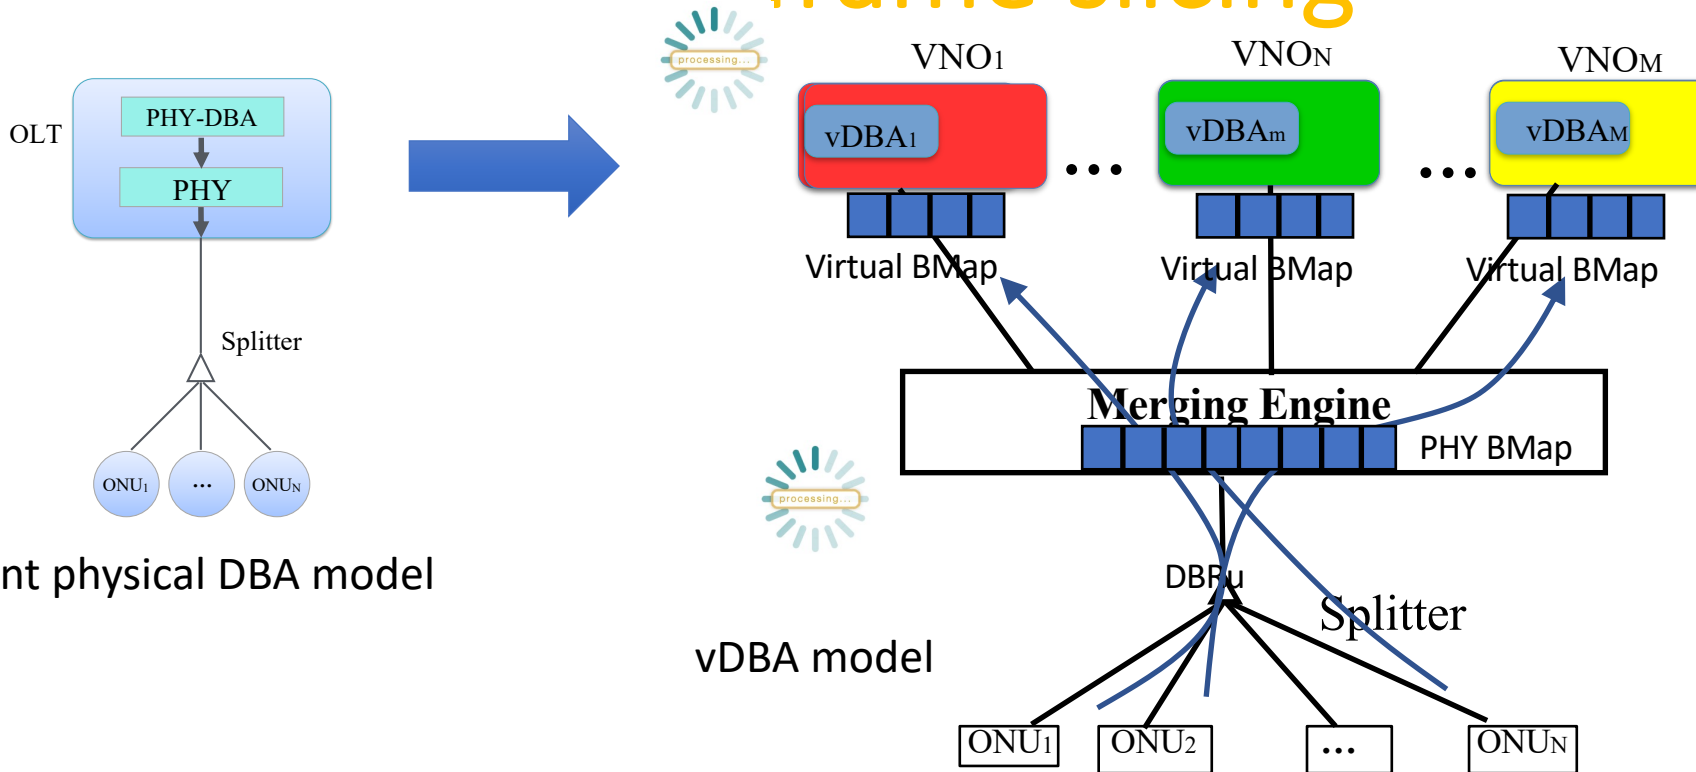 slicing
processing...
VNO1
VNON
VNOM
OLT
PHY-DBA
PHY
vDBA1
vDBAm
vDBAM
...
...
Virtual BMap
Virtual BMap
Virtual BMap
Splitter
Merging Engine
PHY BMap
ONU1
...
ONUN
processing...
nt physical DBA model
DBRu
Splitter
vDBA model
ONU1
ONU2
...
ONUN